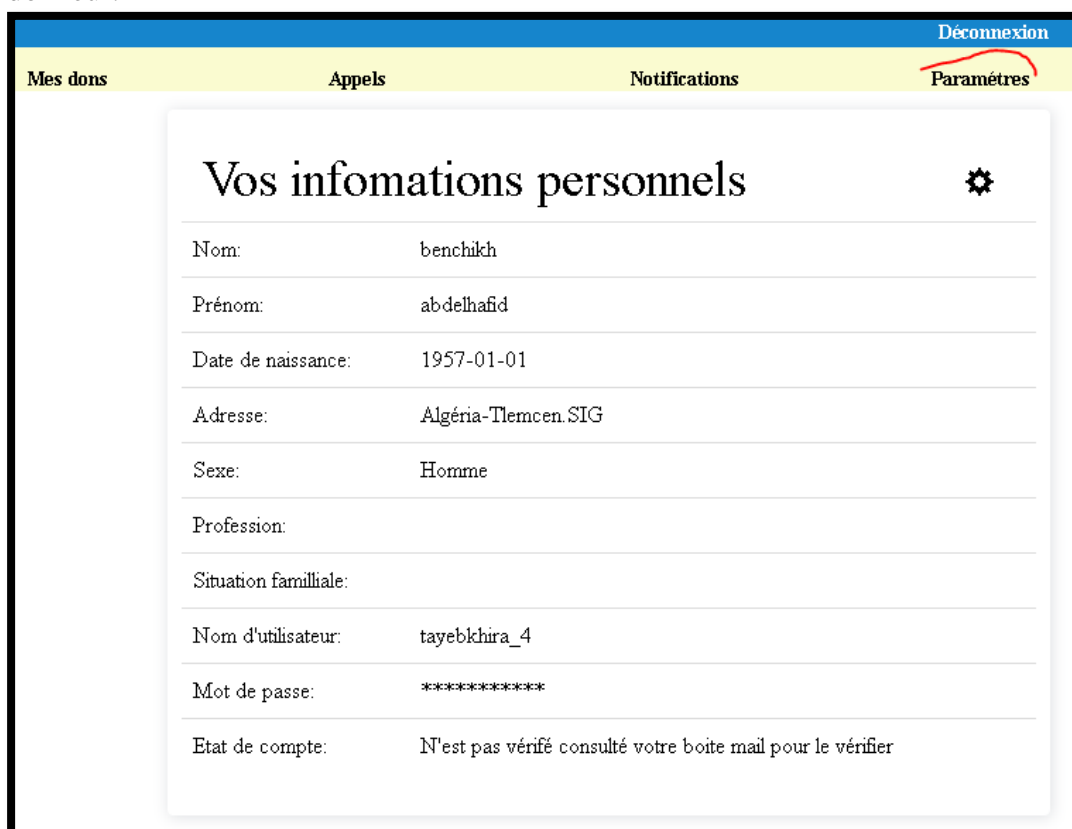 Déconnexion
Mes dons Appels Notifications Paramétres
Vos infomations personnels
Nom: benchikh
Prénom: abdelhafid
Date de naissance: 1957-01-01
Adresse: Algéria-Tlemcen.SIG
Sexe: Homme
Profession:
Situation familliale:
Nom d'utilisateur: tayebkhira_4
Mot de passe: ***********
Etat de compte: N'est pas vérifé consulté votre boite mail pour le vérifier